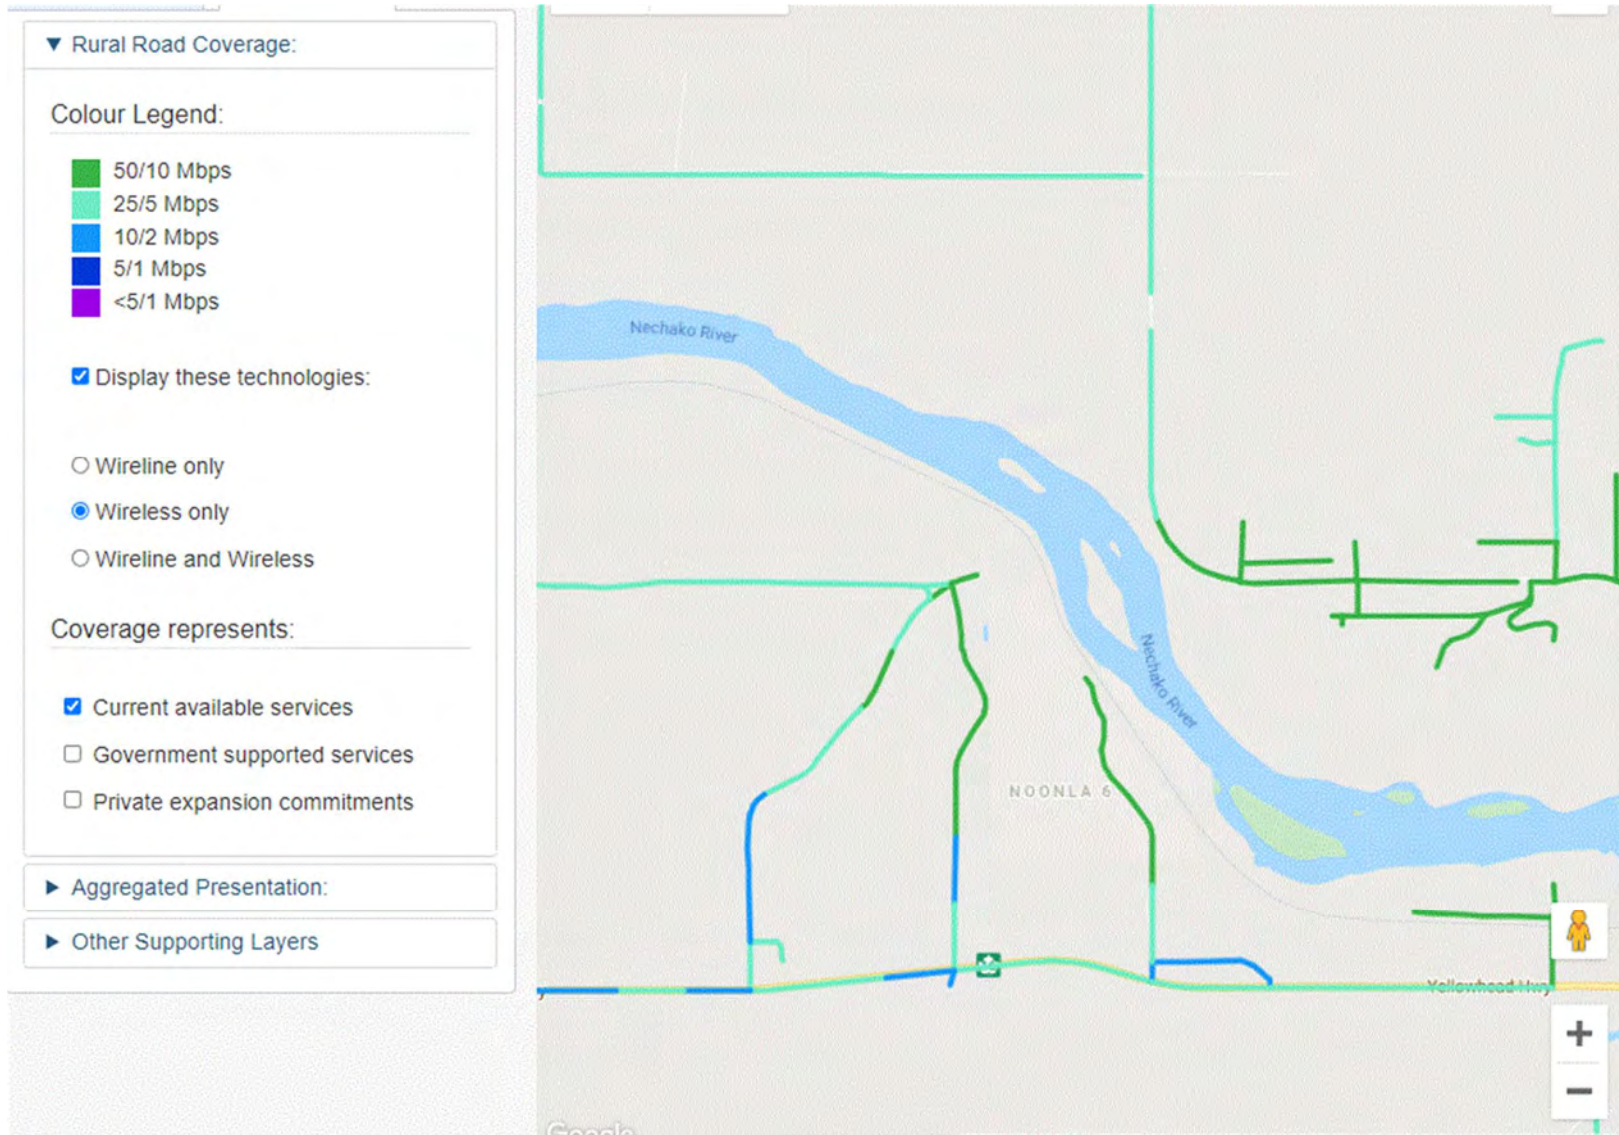 ▼ Rural Road Coverage:
Colour Legend:
50/10 Mbps
25/5 Mbps
10/2 Mbps
5/1 Mbps
<5/1 Mbps
Display these technologies:
Wireline only
Wireless only
Wireline and Wireless
Coverage represents:
Current available services
Government supported services
Private expansion commitments
▶ Aggregated Presentation:
▶ Other Supporting Layers
Nechako River
Nechako River
NOONLA 6
Yellowhead Hwy
+
−
Google